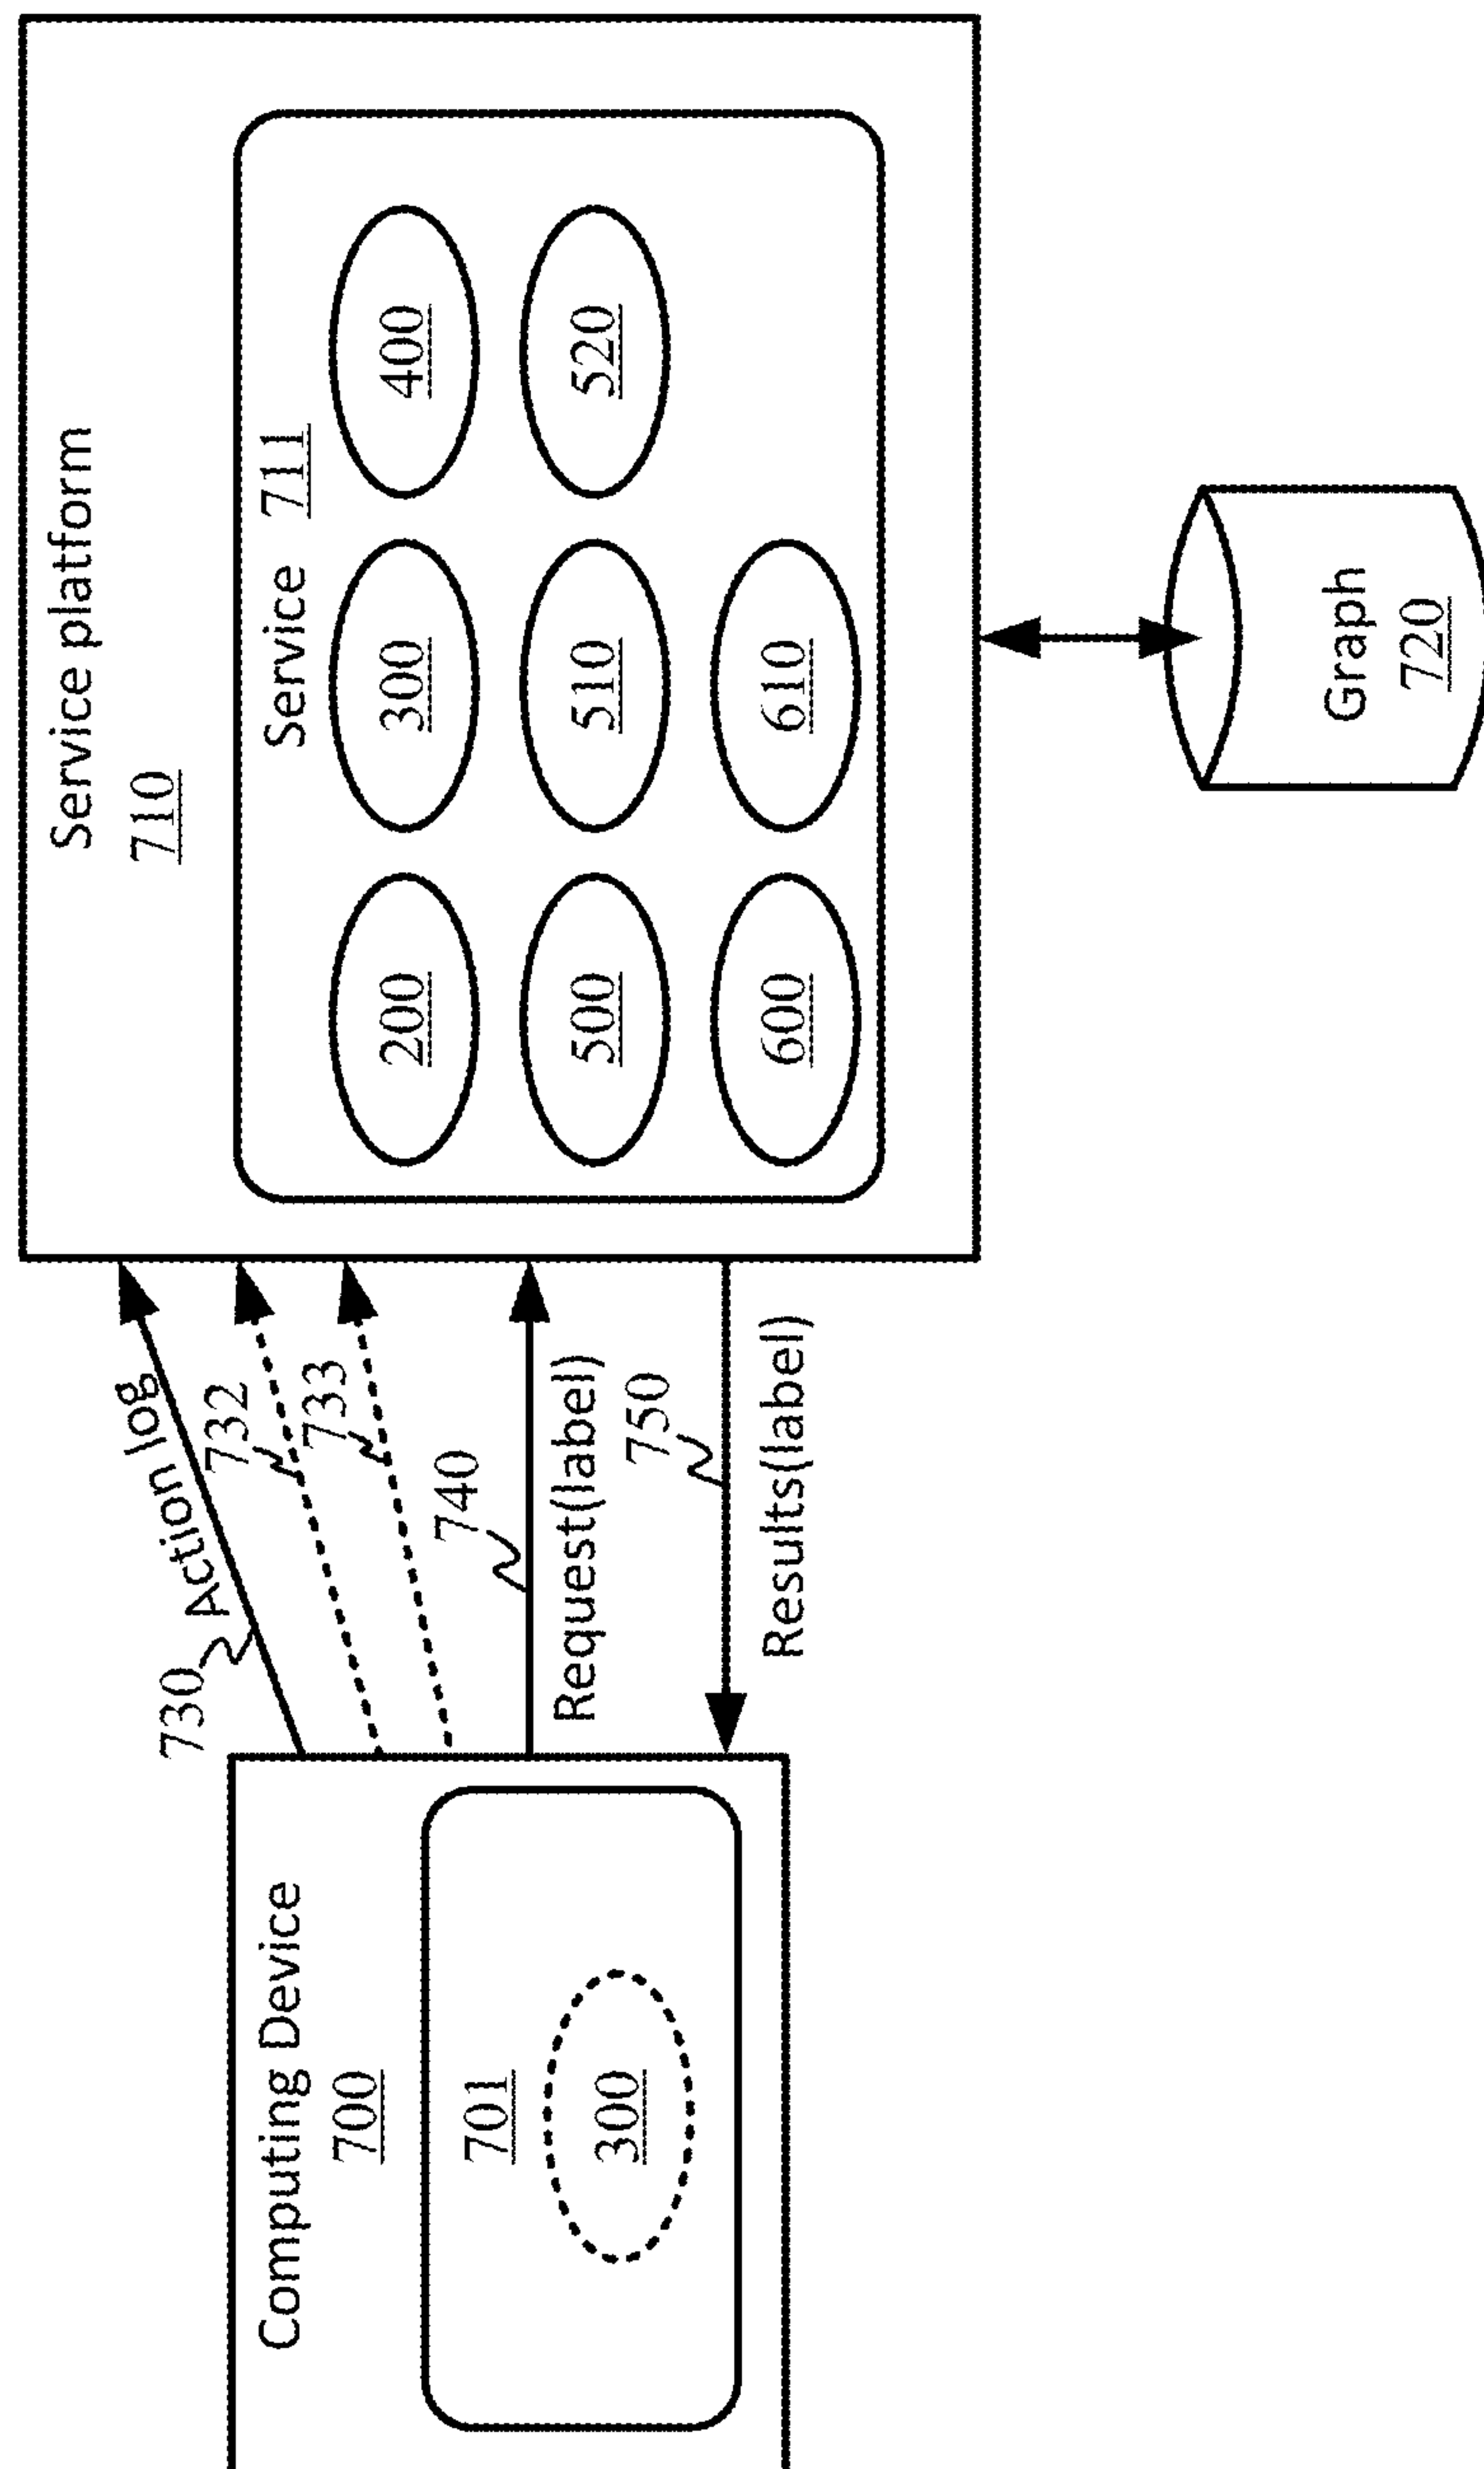 Service platform
710
Service 711
200
300
400
500
510
520
600
610
730
Action log
732
733
740
Request(label)
750
Results(label)
Computing Device
700
701
300
Graph
720